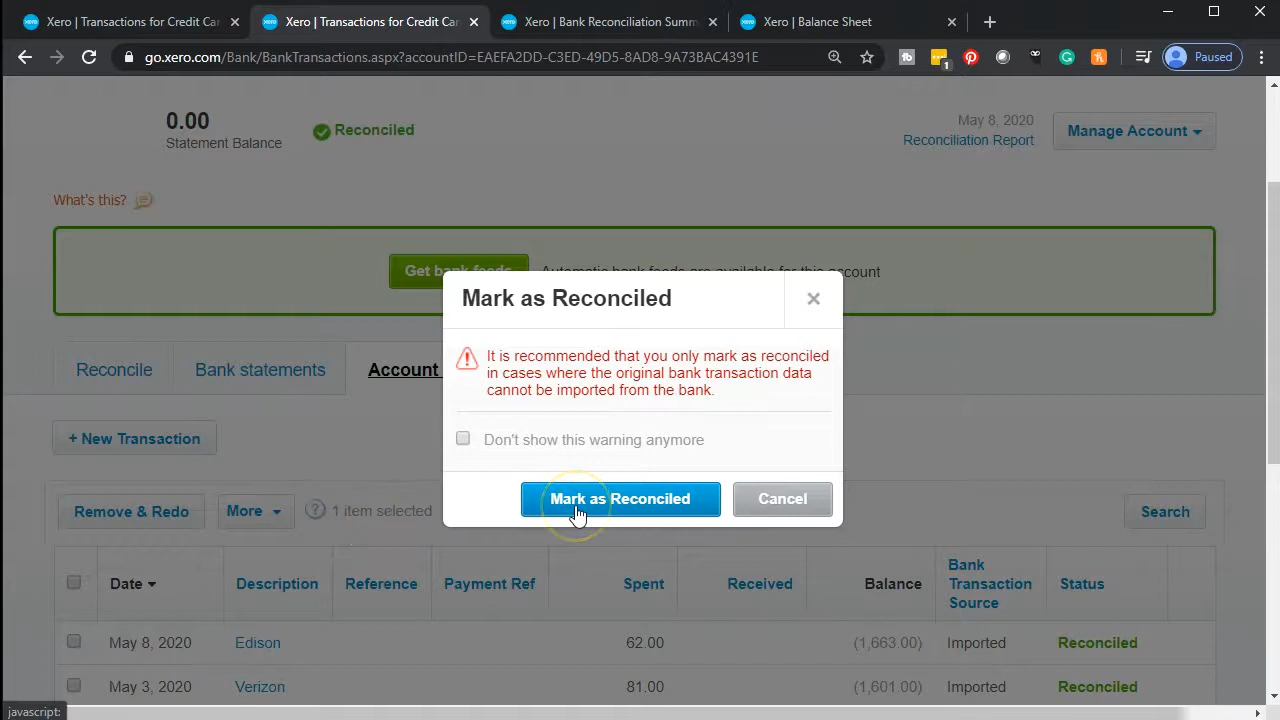 Xero | Transactions for Credit Car
Xero | Transactions for Credit Car
Xero | Bank Reconciliation Summ
Xero | Balance Sheet
go.xero.com/Bank/BankTransactions.aspx?accountID=EAEFA2DD-C3ED-49D5-8AD8-9A73BAC4391E
1
Paused
0.00
Statement Balance
Reconciled
May 8, 2020
Reconciliation Report
Manage Account
What's this?
Get bank feeds
Automatic bank feeds are available for this account
Mark as Reconciled
It is recommended that you only mark as reconciled
in cases where the original bank transaction data
cannot be imported from the bank.
Don't show this warning anymore
Mark as Reconciled
Cancel
Reconcile
Bank statements
Account
+ New Transaction
Remove & Redo
More
? 1 item selected
Search
Date
Description
Reference
Payment Ref
Spent
Received
Balance
Bank
Transaction
Source
Status
May 8, 2020
Edison
62.00
(1,663.00)
Imported
Reconciled
May 3, 2020
Verizon
81.00
(1,601.00)
Imported
Reconciled
javascript: